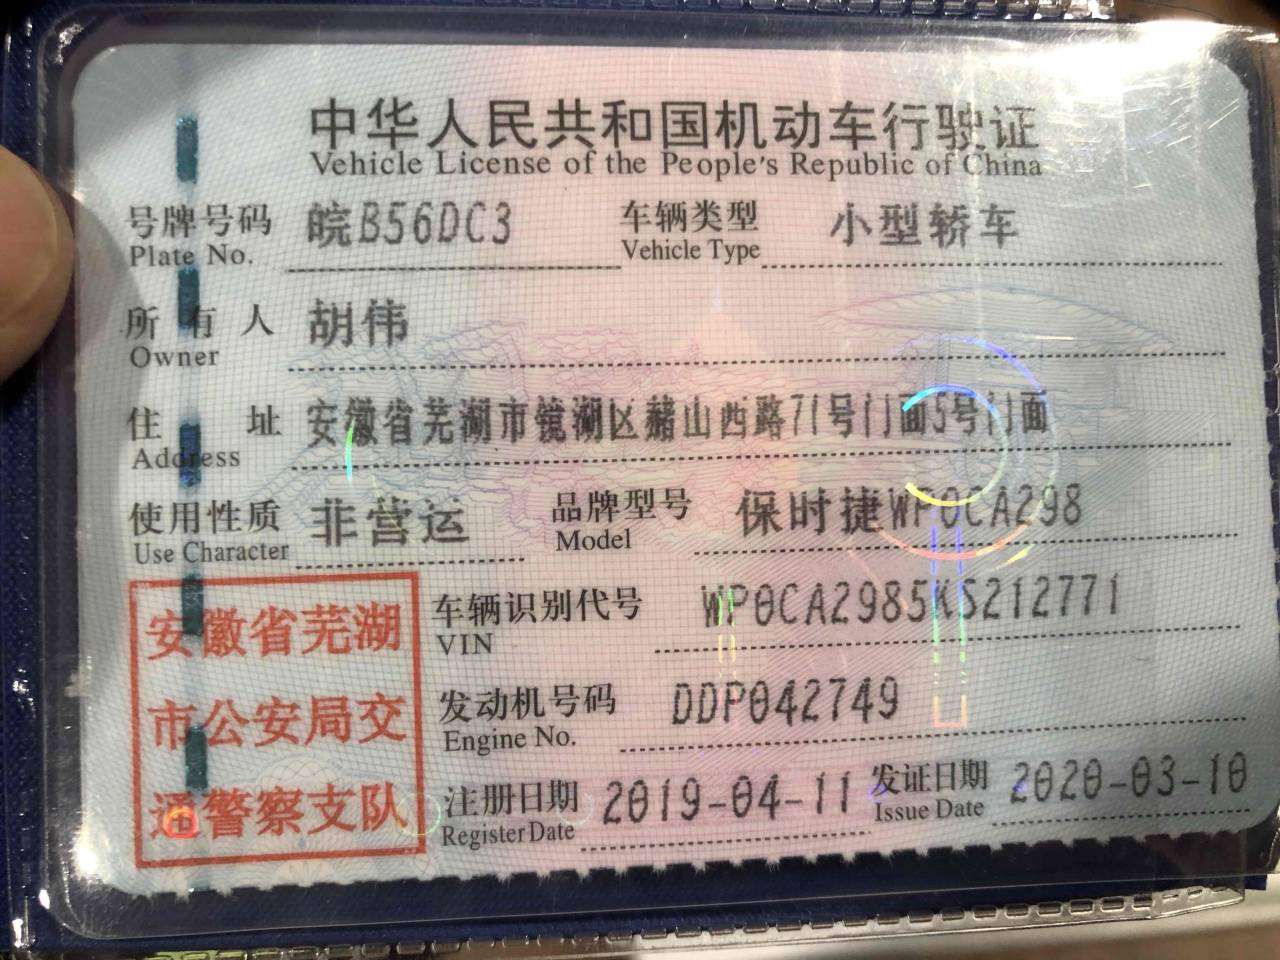 中华人民共和国机动车行驶证
Vehicle License of the People's Republic of China
号牌号码 皖B56DC3 车辆类型 小型轿车
Plate No. Vehicle Type
所有人 胡伟
Owner
住址 安徽省芜湖市镜湖区赭山西路71号门面5号门面
Address
使用性质 非营运 品牌型号 保时捷WP0CA298
Use Character Model
安徽省芜湖
市公安局交
通警察支队
车辆识别代号 WP0CA2985KS212771
VIN
发动机号码 DDP042749
Engine No.
注册日期 2019-04-11 发证日期 2020-03-10
Register Date Issue Date